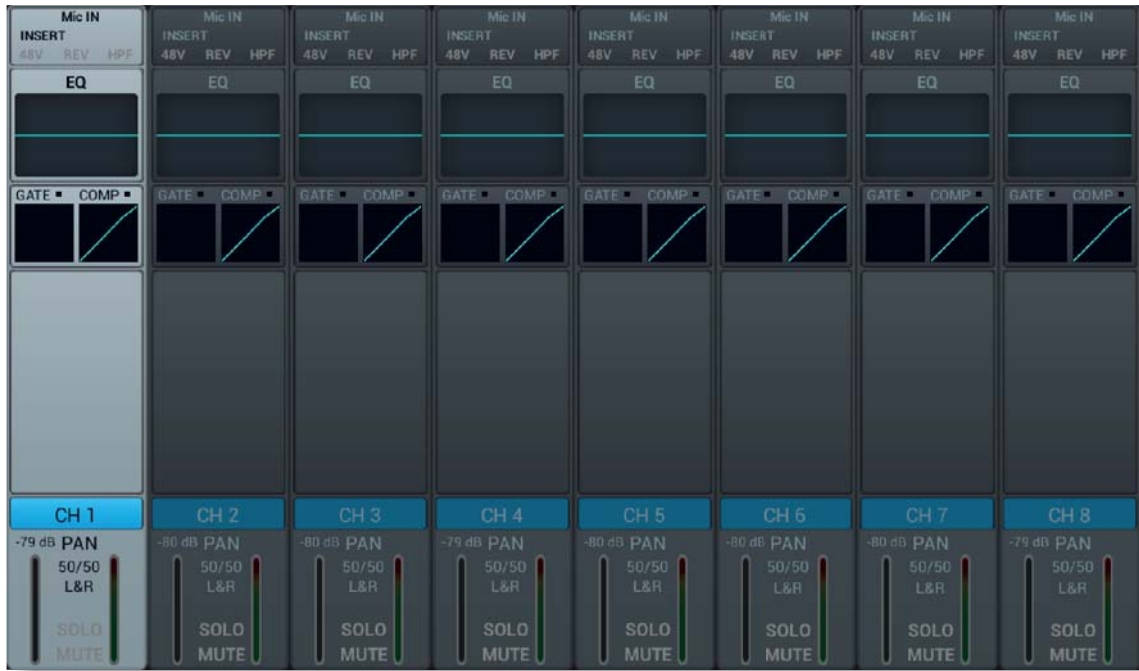 Mic IN Mic IN Mic IN Mic IN Mic IN Mic IN Mic IN Mic IN
INSERT INSERT INSERT INSERT INSERT INSERT INSERT INSERT
48V REV HPF 48V REV HPF 48V REV HPF 48V REV HPF 48V REV HPF 48V REV HPF 48V REV HPF 48V REV HPF
EQ EQ EQ EQ EQ EQ EQ EQ
GATE COMP GATE COMP GATE COMP GATE COMP GATE COMP GATE COMP GATE COMP GATE COMP
CH 1 CH 2 CH 3 CH 4 CH 5 CH 6 CH 7 CH 8
-79 dB PAN -80 dB PAN -80 dB PAN -79 dB PAN -80 dB PAN -80 dB PAN -80 dB PAN -79 dB PAN
50/50 50/50 50/50 50/50 50/50 50/50 50/50 50/50
L&R L&R L&R L&R L&R L&R L&R L&R
SOLO SOLO SOLO SOLO SOLO SOLO SOLO SOLO
MUTE MUTE MUTE MUTE MUTE MUTE MUTE MUTE